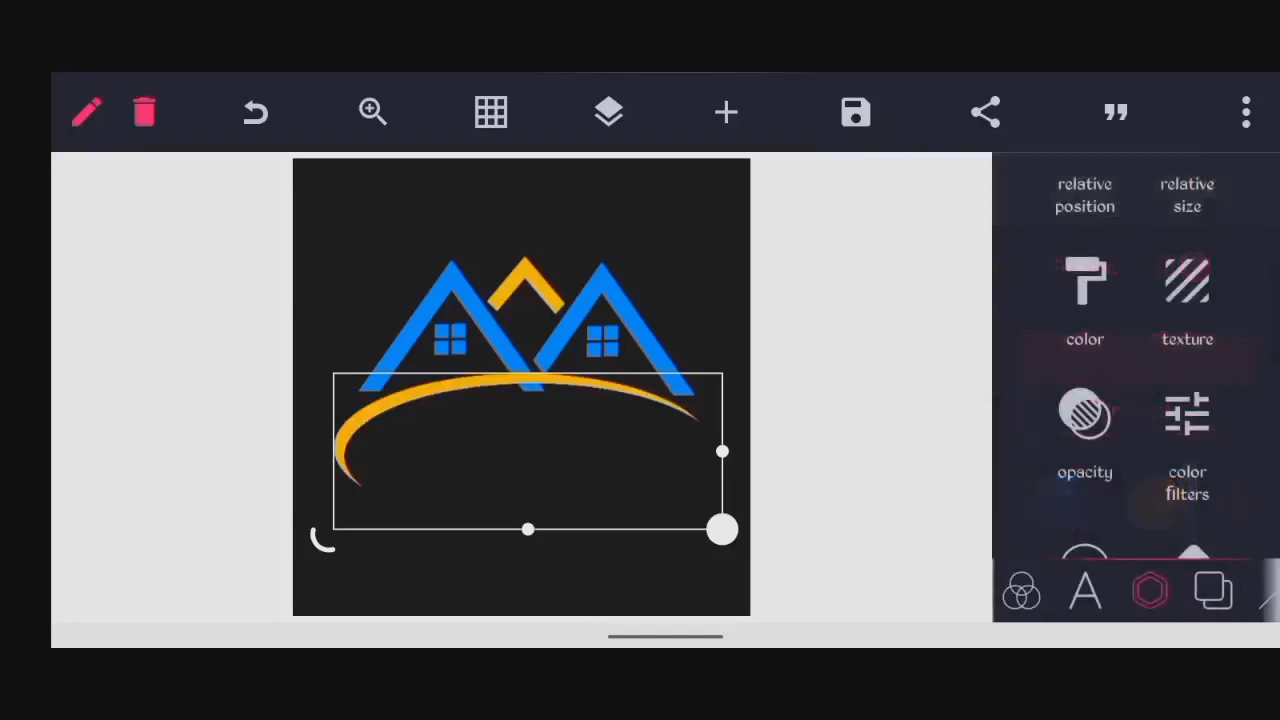 relative
position
relative
size
color
texture
opacity
color
filters